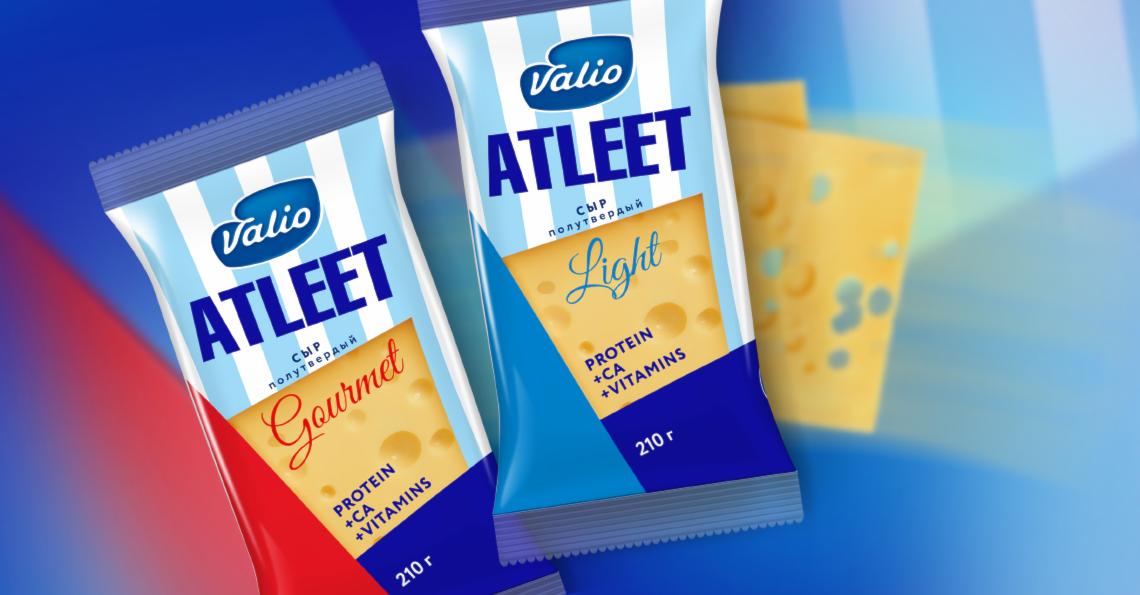 Valio
ATLEET
СЫР
полутвердый
Gourmet
PROTEIN
+CA
+VITAMINS
210 г
Valio
ATLEET
СЫР
полутвердый
Light
PROTEIN
+CA
+VITAMINS
210 г